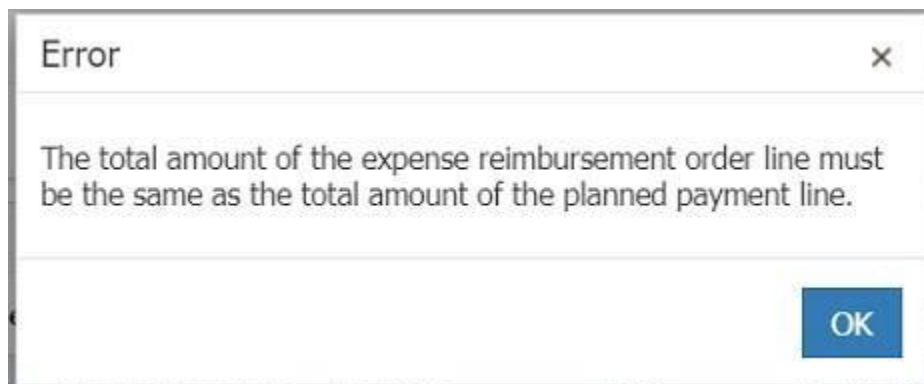 Error
×
The total amount of the expense reimbursement order line must
be the same as the total amount of the planned payment line.
OK